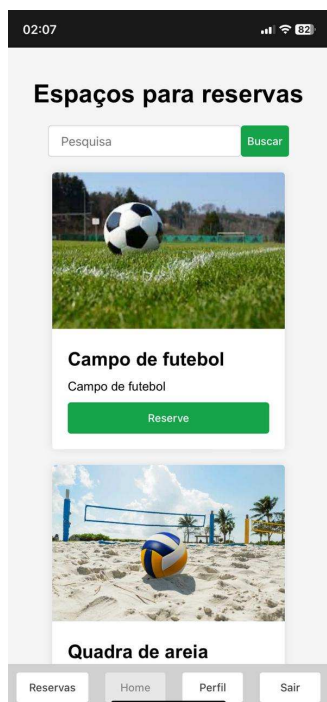 02:07
82
Espaços para reservas
Pesquisa
Buscar
Campo de futebol
Campo de futebol
Reserve
Quadra de areia
Reservas
Home
Perfil
Sair